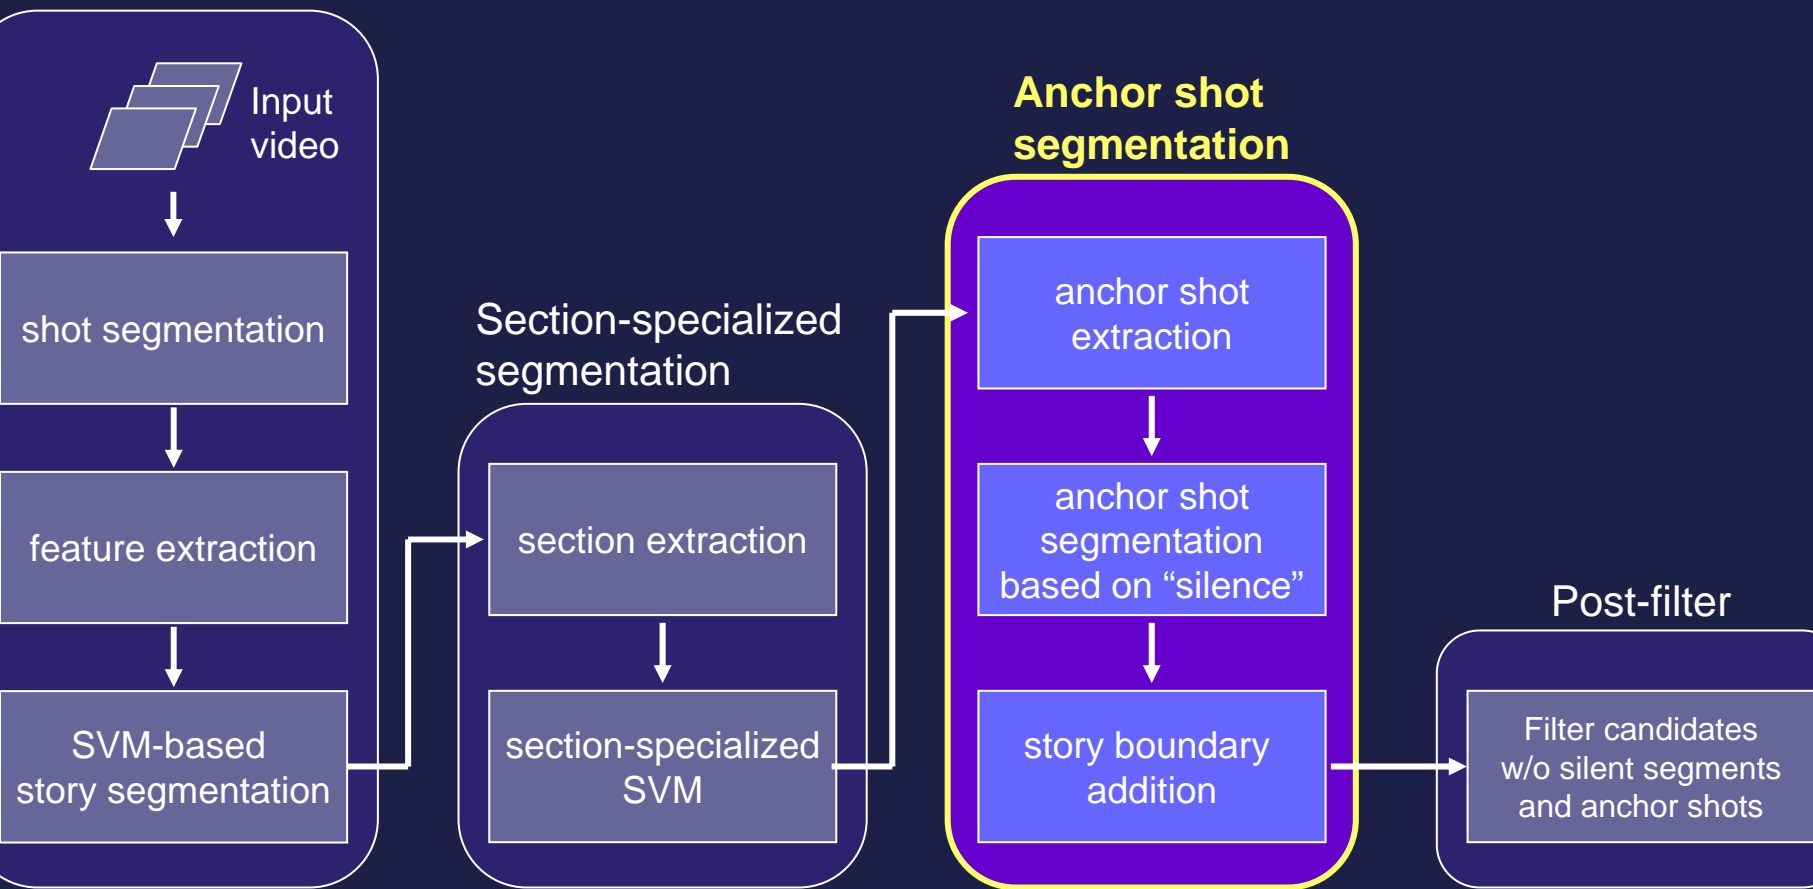 Input
video
shot segmentation
feature extraction
SVM-based
story segmentation
Section-specialized
segmentation
section extraction
section-specialized
SVM
Anchor shot
segmentation
anchor shot
extraction
anchor shot
segmentation
based on “silence”
story boundary
addition
Post-filter
Filter candidates
w/o silent segments
and anchor shots